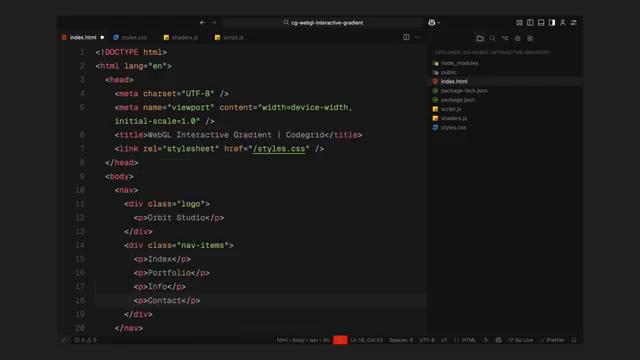 cg-webgl-interactive-gradient
index.html
styles.css
shaders.js
script.js
EXPLORER: CG-WEBGL-INTERACTIVE-GRADIENT
1 <!DOCTYPE html>
2 <html lang="en">
3 <head>
4 <meta charset="UTF-8" />
5 <meta name="viewport" content="width=device-width,
initial-scale=1.0" />
6 <title>WebGL Interactive Gradient | Codegrid</title>
7 <link rel="stylesheet" href="/styles.css" />
8 </head>
9 <body>
10 <nav>
11 <div class="logo">
12 <p>Orbit Studio</p>
13 </div>
14 <div class="nav-items">
15 <p>Index</p>
16 <p>Portfolio</p>
17 <p>Info</p>
18 <p>Contact</p>
19 </div>
20 </nav>
node_modules
public
index.html
package-lock.json
package.json
script.js
shaders.js
styles.css
0 0
html › body › nav › div
Ln 18, Col 23
Spaces: 4
UTF-8
LF
HTML
Go Live
Prettier